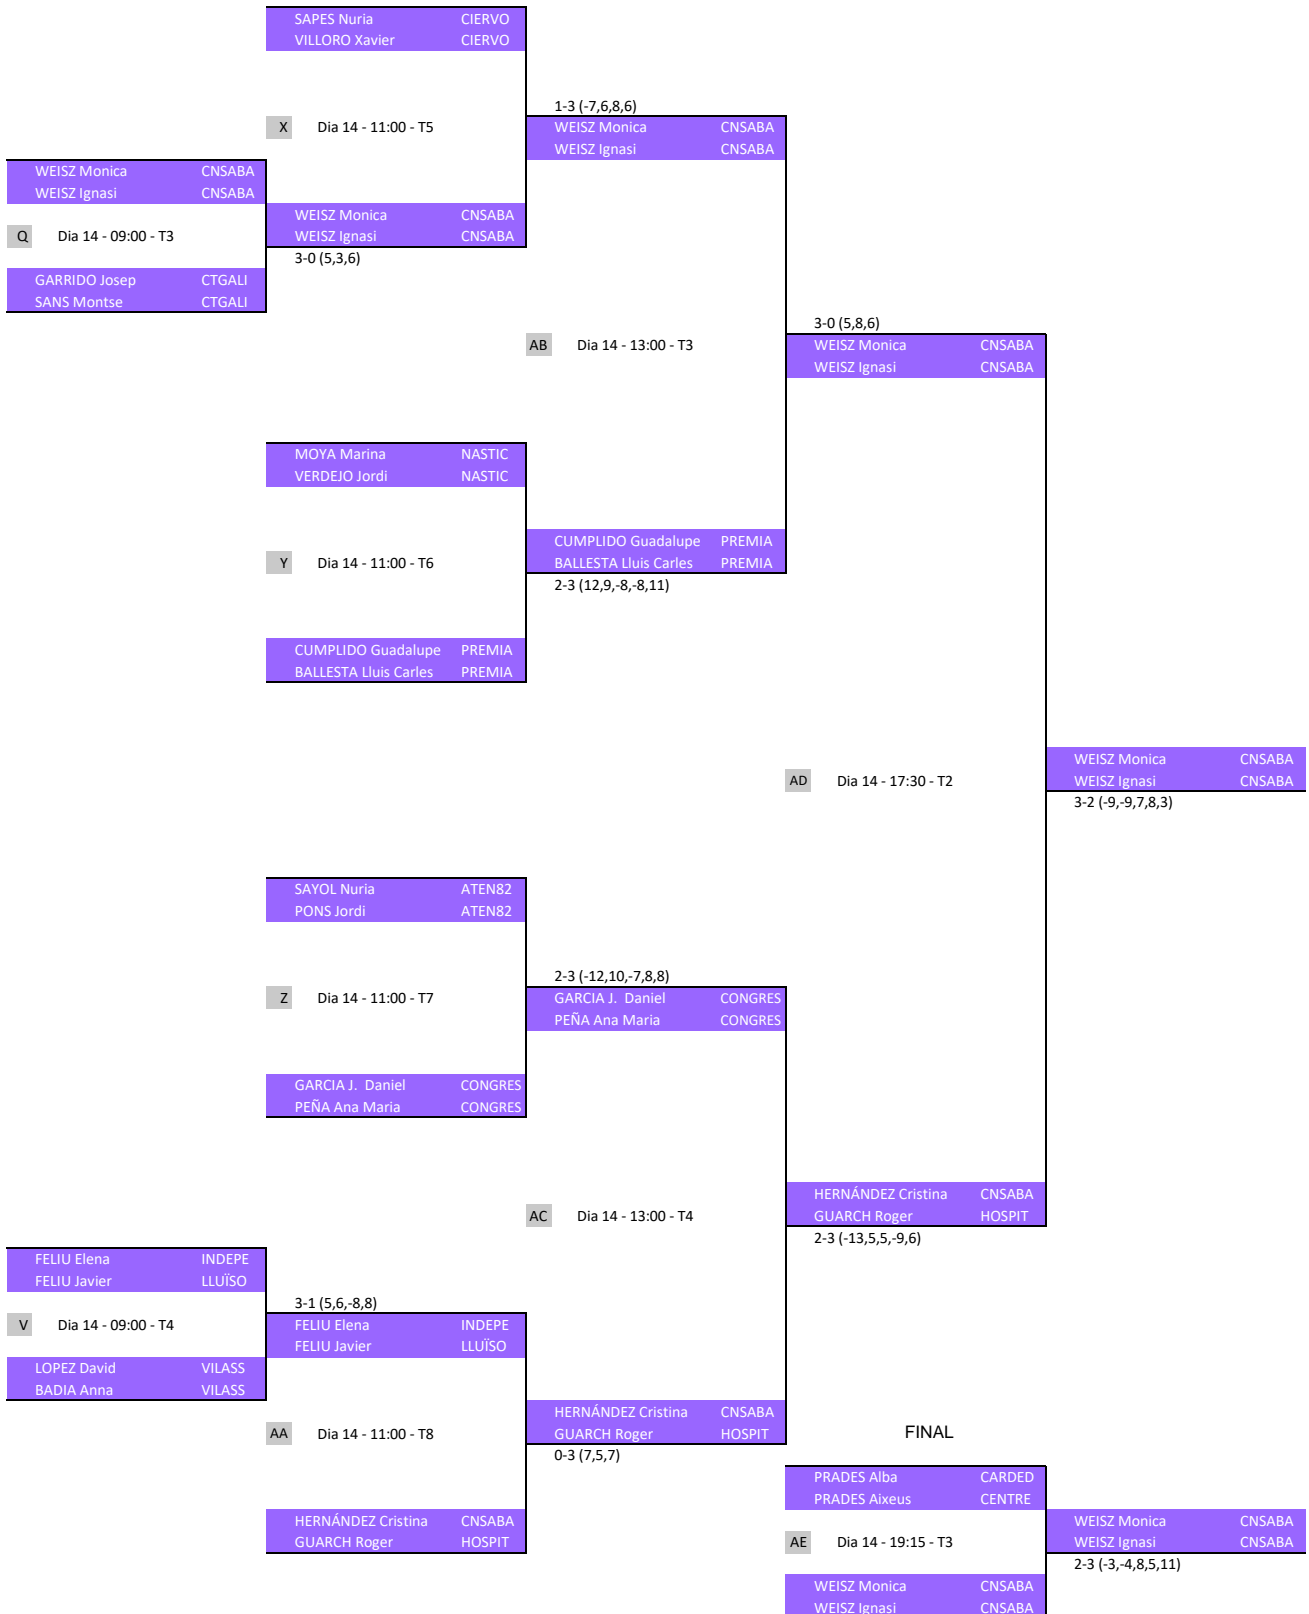 SAPES Nuria CIERVO
VILLORO Xavier CIERVO
1-3 (-7,6,8,6)
X Dia 14 - 11:00 - T5
WEISZ Monica CNSABA
WEISZ Ignasi CNSABA
WEISZ Monica CNSABA
WEISZ Ignasi CNSABA
WEISZ Monica CNSABA
Q Dia 14 - 09:00 - T3
WEISZ Ignasi CNSABA
3-0 (5,3,6)
GARRIDO Josep CTGALI
SANS Montse CTGALI
3-0 (5,8,6)
AB Dia 14 - 13:00 - T3
WEISZ Monica CNSABA
WEISZ Ignasi CNSABA
MOYA Marina NASTIC
VERDEJO Jordi NASTIC
CUMPLIDO Guadalupe PREMIA
Y Dia 14 - 11:00 - T6
BALLESTA Lluis Carles PREMIA
2-3 (12,9,-8,-8,11)
CUMPLIDO Guadalupe PREMIA
BALLESTA Lluis Carles PREMIA
WEISZ Monica CNSABA
AD Dia 14 - 17:30 - T2
WEISZ Ignasi CNSABA
3-2 (-9,-9,7,8,3)
SAYOL Nuria ATEN82
PONS Jordi ATEN82
2-3 (-12,10,-7,8,8)
Z Dia 14 - 11:00 - T7
GARCIA J.  Daniel CONGRES
PEÑA Ana Maria CONGRES
GARCIA J.  Daniel CONGRES
PEÑA Ana Maria CONGRES
HERNÁNDEZ Cristina CNSABA
AC Dia 14 - 13:00 - T4
GUARCH Roger HOSPIT
2-3 (-13,5,5,-9,6)
FELIU Elena INDEPE
FELIU Javier LLUÏSO
3-1 (5,6,-8,8)
V Dia 14 - 09:00 - T4
FELIU Elena INDEPE
FELIU Javier LLUÏSO
LOPEZ David VILASS
BADIA Anna VILASS
HERNÁNDEZ Cristina CNSABA
AA Dia 14 - 11:00 - T8
GUARCH Roger HOSPIT
FINAL
0-3 (7,5,7)
PRADES Alba CARDED
PRADES Aixeus CENTRE
HERNÁNDEZ Cristina CNSABA
GUARCH Roger HOSPIT
WEISZ Monica CNSABA
AE Dia 14 - 19:15 - T3
WEISZ Ignasi CNSABA
2-3 (-3,-4,8,5,11)
WEISZ Monica CNSABA
WEISZ Ignasi CNSABA